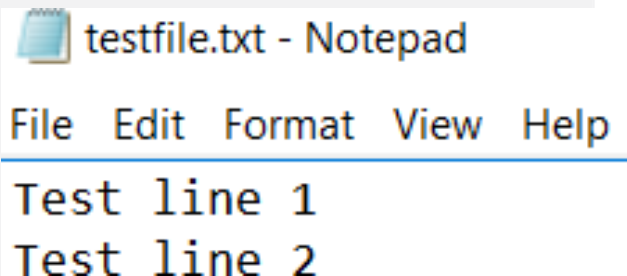 testfile.txt - Notepad
File Edit Format View Help
Test line 1
Test line 2